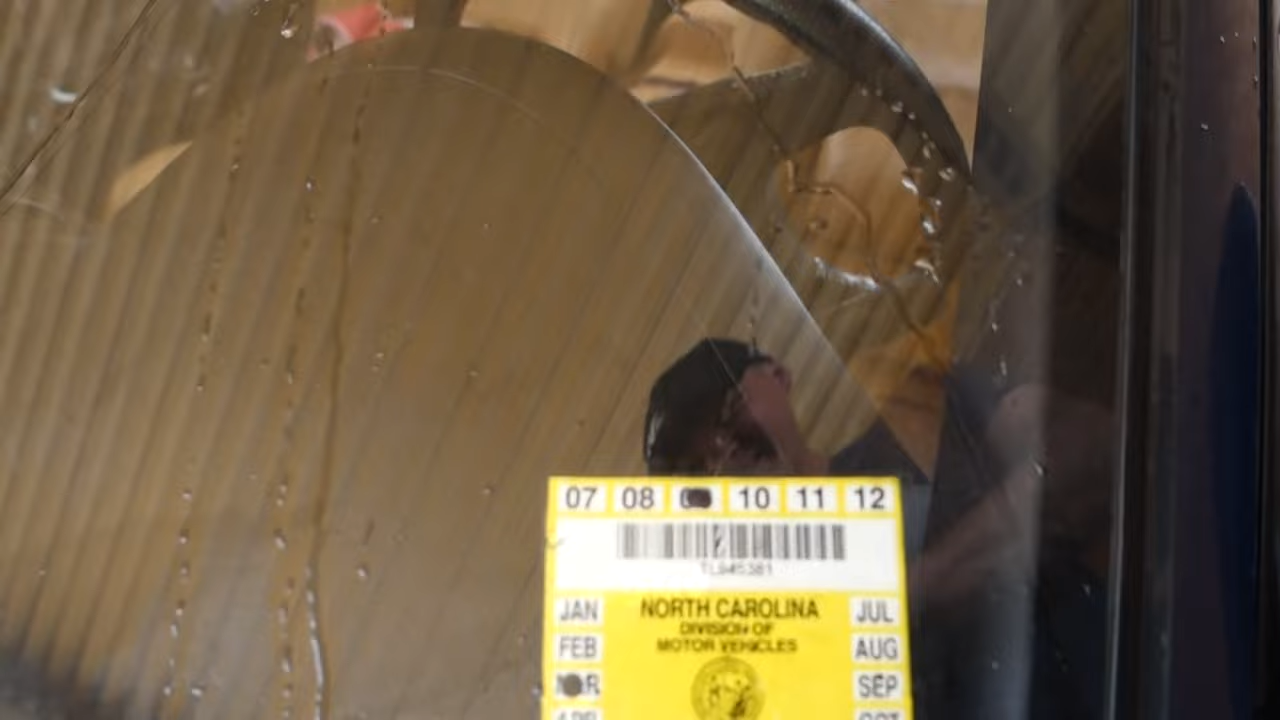 07 08 10 11 12
JAN NORTH CAROLINA JUL
DIVISION OF
FEB MOTOR VEHICLES AUG
SEP